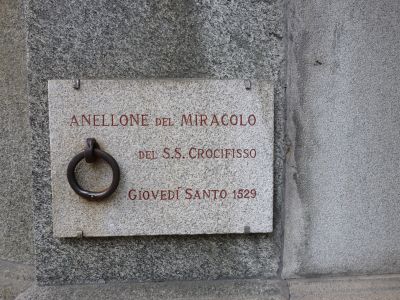 ANELLONE DEL MIRACOLO
DEL S.S. CROCIFISSO
GIOVEDÌ SANTO 1529